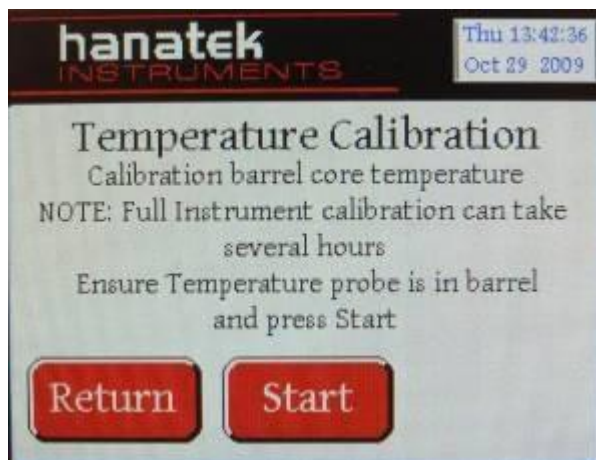 hanatek
INSTRUMENTS
Thu 13:42:36
Oct 29 2009
Temperature Calibration
Calibration barrel core temperature
NOTE: Full Instrument calibration can take
several hours
Ensure Temperature probe is in barrel
and press Start
Return
Start